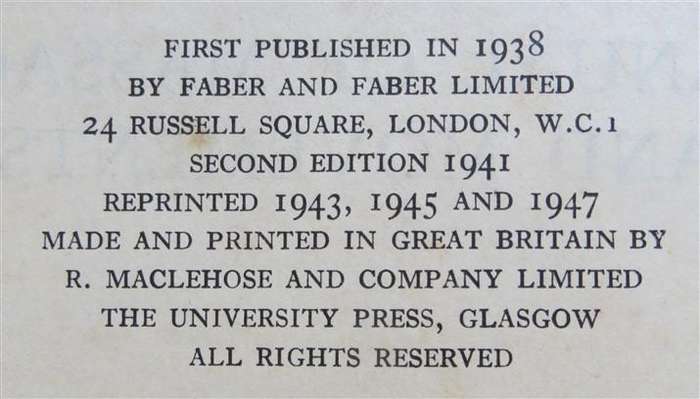 FIRST PUBLISHED IN 1938
BY FABER AND FABER LIMITED
24 RUSSELL SQUARE, LONDON, W.C.1
SECOND EDITION 1941
REPRINTED 1943, 1945 AND 1947
MADE AND PRINTED IN GREAT BRITAIN BY
R. MACLEHOSE AND COMPANY LIMITED
THE UNIVERSITY PRESS, GLASGOW
ALL RIGHTS RESERVED